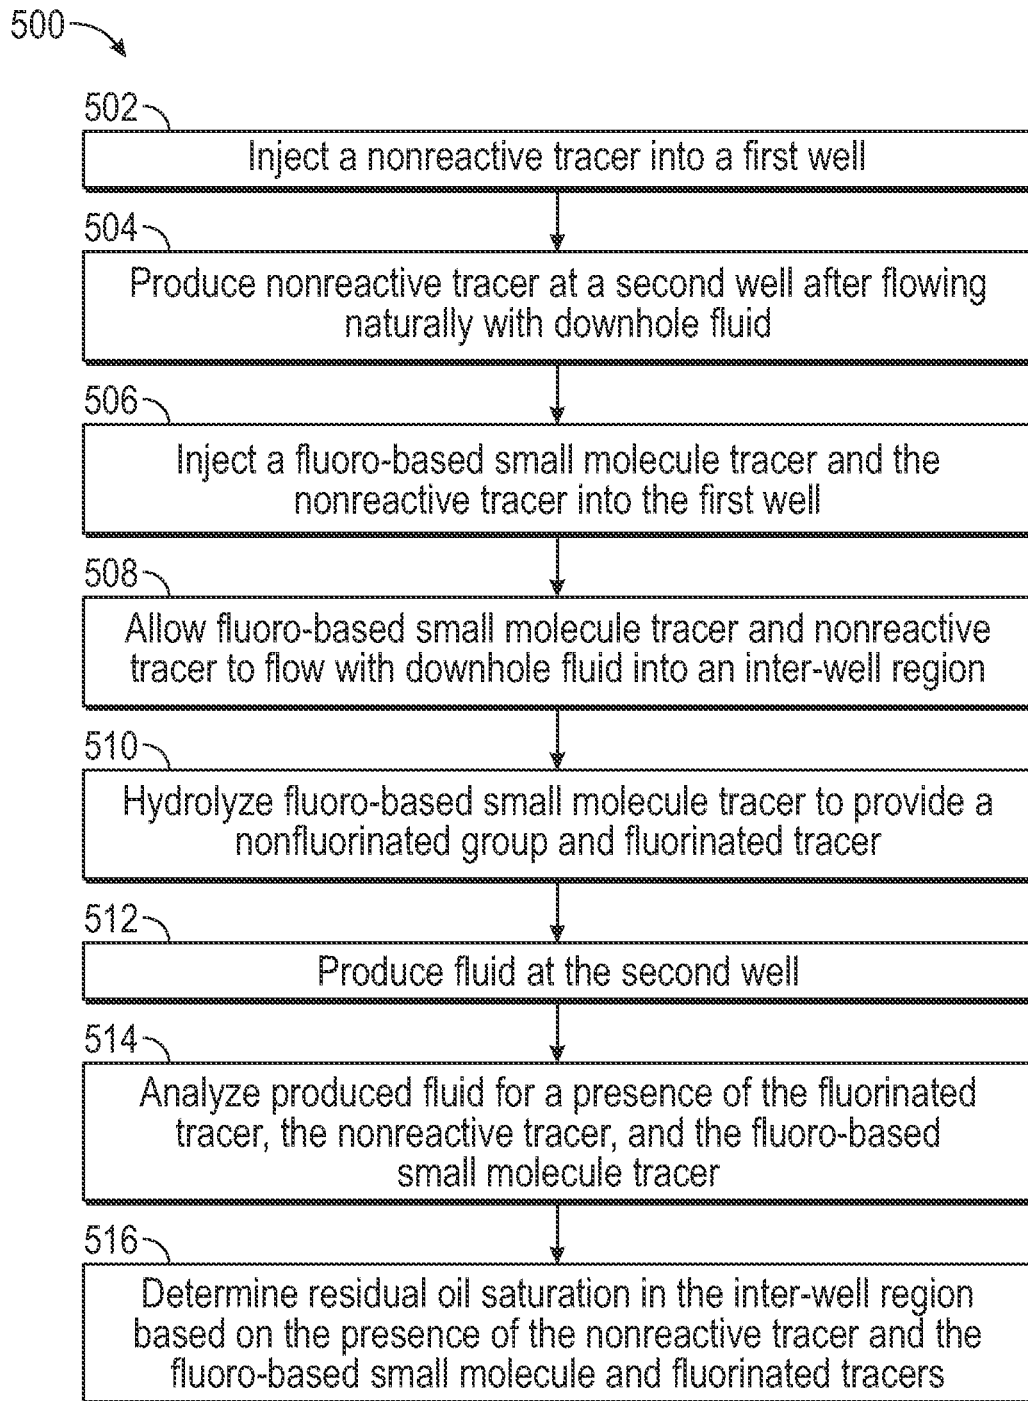 500
502
Inject a nonreactive tracer into a first well
504
Produce nonreactive tracer at a second well after flowing
naturally with downhole fluid
506
Inject a fluoro-based small molecule tracer and the
nonreactive tracer into the first well
508
Allow fluoro-based small molecule tracer and nonreactive
tracer to flow with downhole fluid into an inter-well region
510
Hydrolyze fluoro-based small molecule tracer to provide a
nonfluorinated group and fluorinated tracer
512
Produce fluid at the second well
514
Analyze produced fluid for a presence of the fluorinated
tracer, the nonreactive tracer, and the fluoro-based
small molecule tracer
516
Determine residual oil saturation in the inter-well region
based on the presence of the nonreactive tracer and the
fluoro-based small molecule and fluorinated tracers